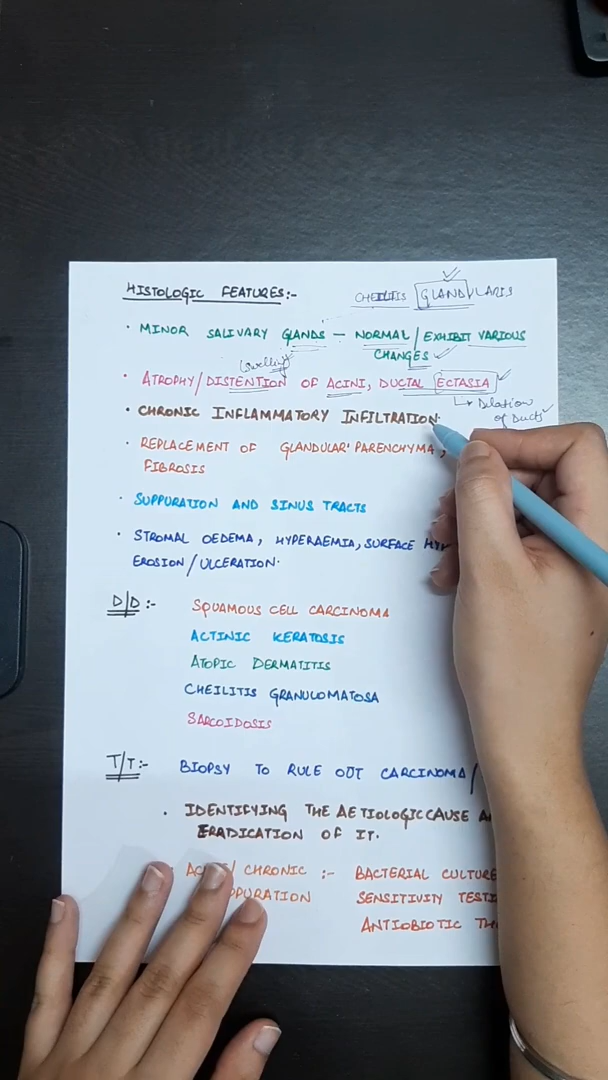 HISTOLOGIC FEATURES:-
CHEILITIS GLANDULARIS
• MINOR SALIVARY GLANDS - NORMAL/EXHIBIT VARIOUS
CHANGES
(swelling)
• ATROPHY/DISTENTION OF ACINI, DUCTAL ECTASIA
↳ Dilation
of Ducts
• CHRONIC INFLAMMATORY INFILTRATION.
• REPLACEMENT OF GLANDULAR PARENCHYMA,
FIBROSIS
• SUPPURATION AND SINUS TRACTS
• STROMAL OEDEMA, HYPERAEMIA, SURFACE
EROSION/ULCERATION.
D/D:- SQUAMOUS CELL CARCINOMA
ACTINIC KERATOSIS
ATOPIC DERMATITIS
CHEILITIS GRANULOMATOSA
SARCOIDOSIS
T/T:- BIOPSY TO RULE OUT CARCINOMA/
• IDENTIFYING THE AETIOLOGIC CAUSE
ERADICATION OF IT.
/CHRONIC :- BACTERIAL CULTURE
SENSITIVITY
ANTIOBIOTIC